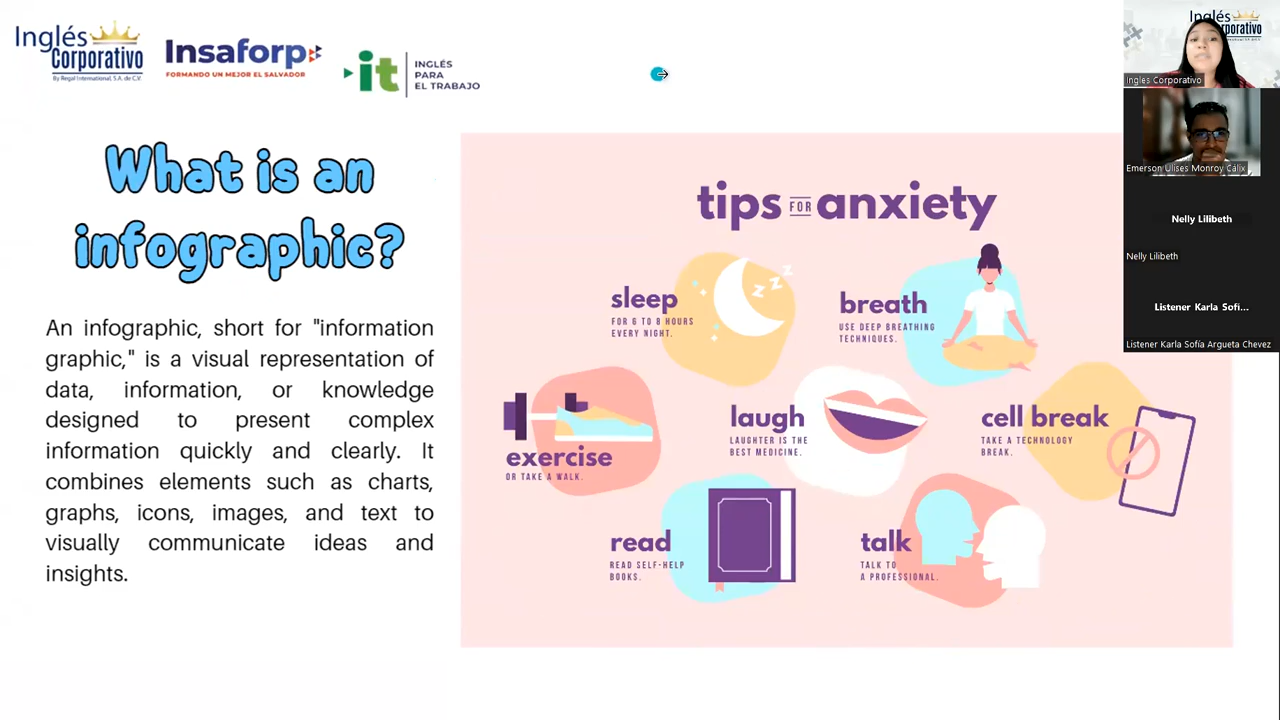 Inglés
Corporativo
By Regal International, S.A. de C.V.
Insaforp
FORMANDO UN MEJOR EL SALVADOR
it
INGLÉS
PARA
EL TRABAJO
What is an
infographic?
An infographic, short for "information
graphic," is a visual representation of
data, information, or knowledge
designed to present complex
information quickly and clearly. It
combines elements such as charts,
graphs, icons, images, and text to
visually communicate ideas and
insights.
tips FOR anxiety
sleep
FOR 6 TO 8 HOURS
EVERY NIGHT.
z z z
breath
USE DEEP BREATHING
TECHNIQUES.
exercise
OR TAKE A WALK.
laugh
LAUGHTER IS THE
BEST MEDICINE.
cell break
TAKE A TECHNOLOGY
BREAK.
read
READ SELF-HELP
BOOKS.
talk
TALK TO
A PROFESSIONAL.
Inglés
Corporativo
Ingles Corporativo
Emerson Ulises Monroy Cálix
Nelly Lilibeth
Nelly Lilibeth
Listener Karla Sofi...
Listener Karla Sofía Argueta Chevez